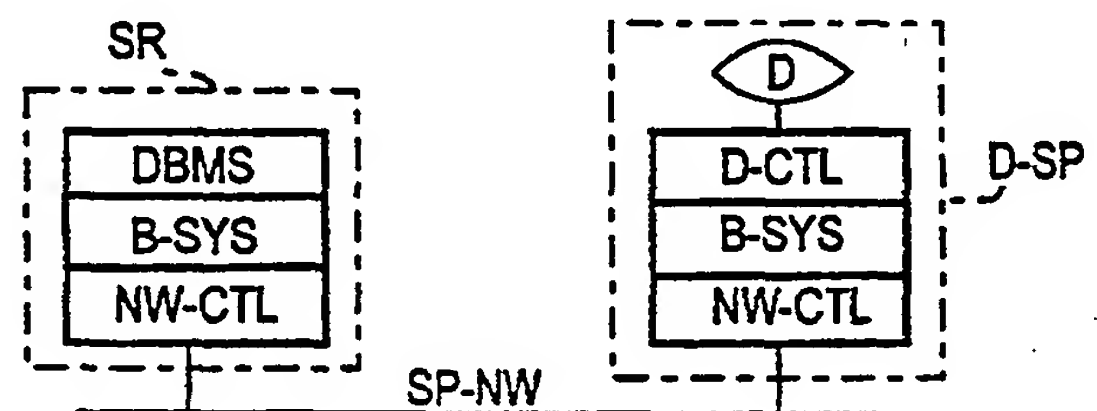 SR
DBMS
B-SYS
NW-CTL
D
D-CTL
B-SYS
NW-CTL
D-SP
SP-NW